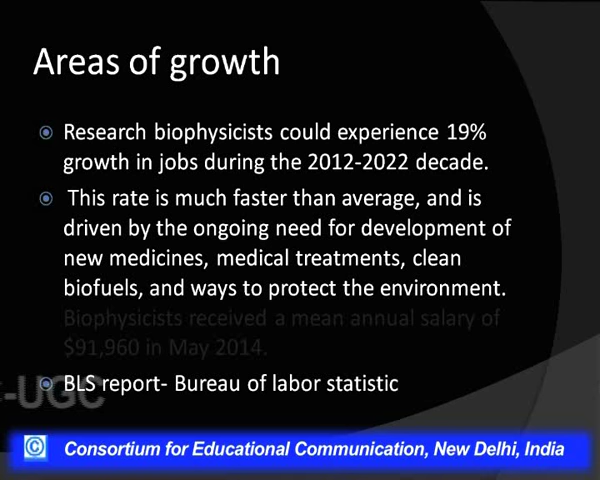 Areas of growth
Research biophysicists could experience 19%
growth in jobs during the 2012-2022 decade.
This rate is much faster than average, and is
driven by the ongoing need for development of
new medicines, medical treatments, clean
biofuels, and ways to protect the environment.
Biophysicists received a mean annual salary of
$91,960 in May 2014.
-UGC
BLS report- Bureau of labor statistic
© Consortium for Educational Communication, New Delhi, India